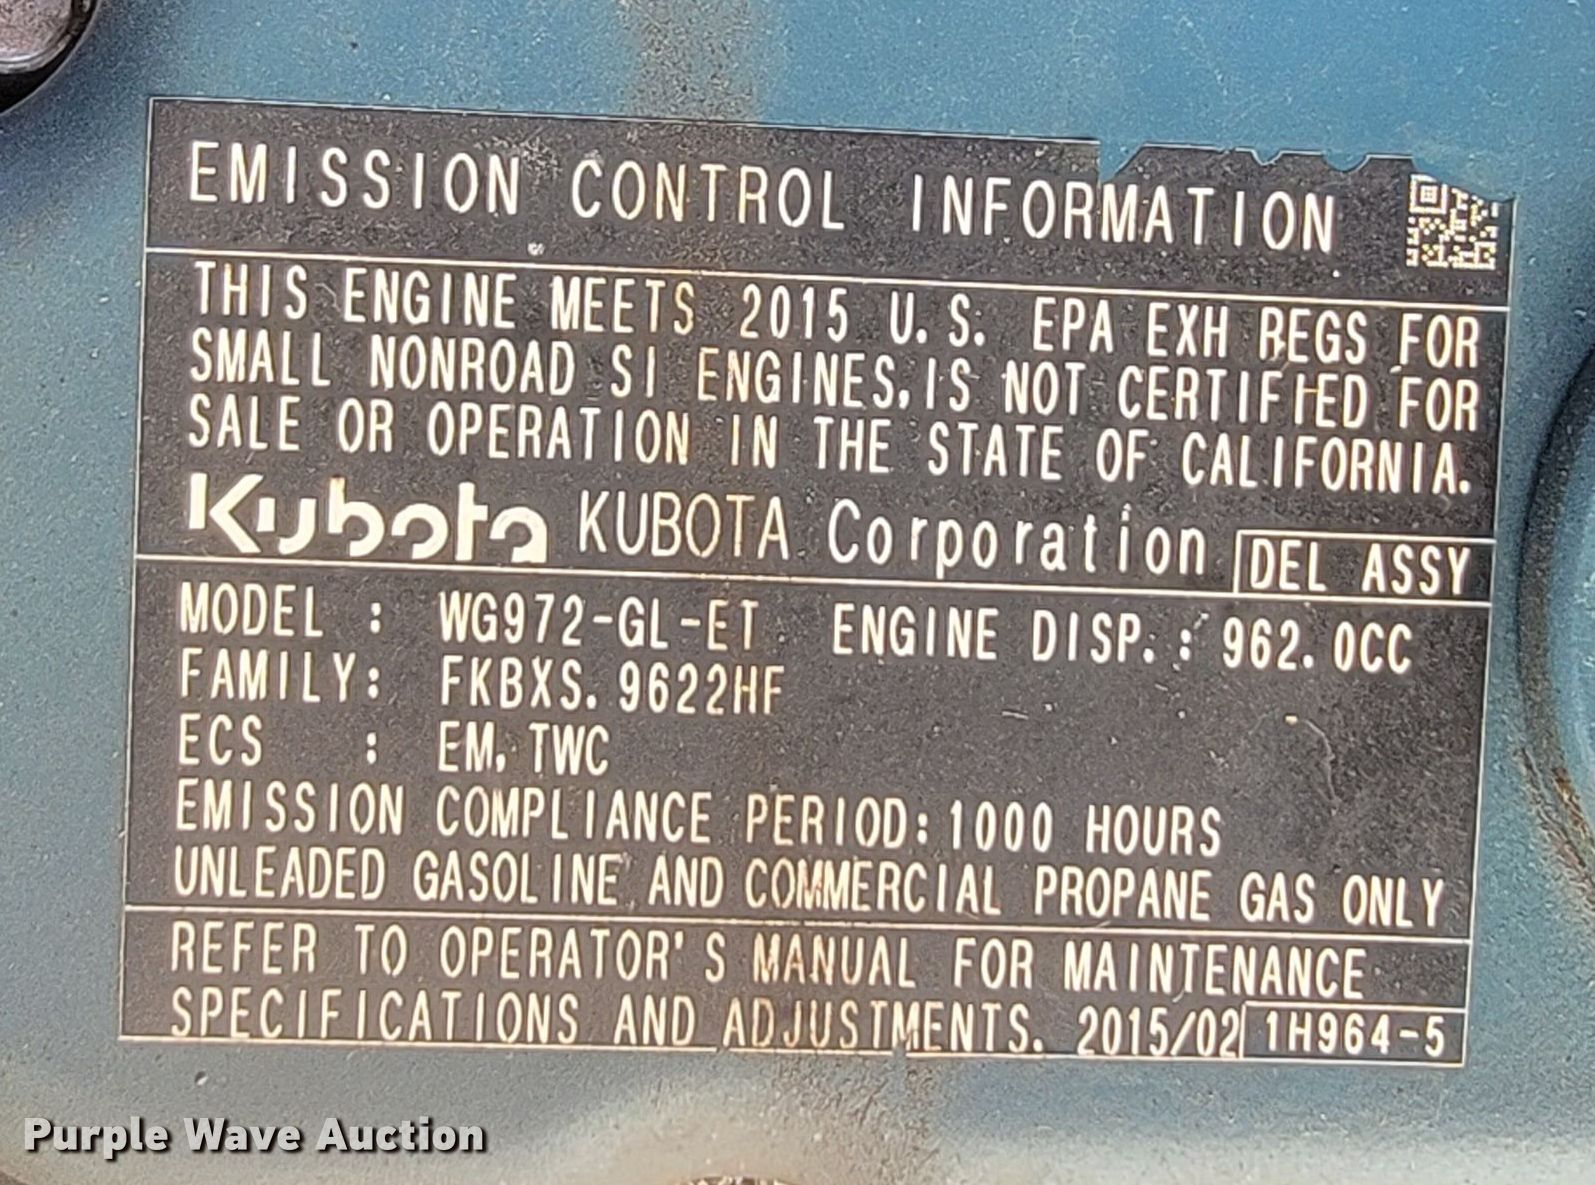 EMISSION CONTROL INFORMATION
THIS ENGINE MEETS 2015 U.S. EPA EXH REGS FOR
SMALL NONROAD SI ENGINES,IS NOT CERTIFIED FOR
SALE OR OPERATION IN THE STATE OF CALIFORNIA.
Kubota KUBOTA Corporation DEL ASSY
MODEL : WG972-GL-ET ENGINE DISP. : 962.0CC
FAMILY: FKBXS.9622HF
ECS : EM, TWC
EMISSION COMPLIANCE PERIOD:1000 HOURS
UNLEADED GASOLINE AND COMMERCIAL PROPANE GAS ONLY
REFER TO OPERATOR'S MANUAL FOR MAINTENANCE
SPECIFICATIONS AND ADJUSTMENTS. 2015/02 1H964-5
Purple Wave Auction